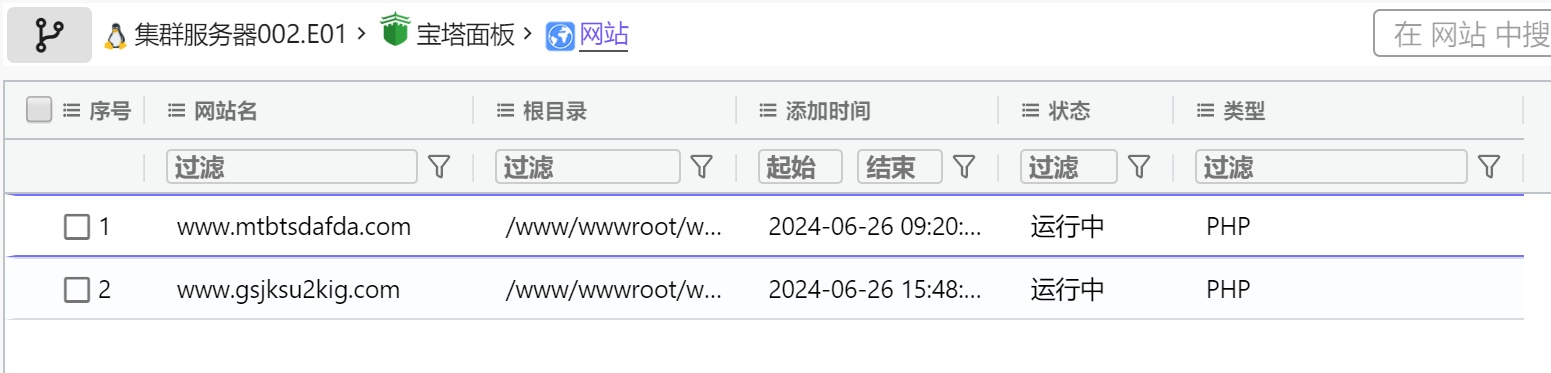 集群服务器002.E01 > 宝塔面板 > 网站 在 网站 中搜
序号 网站名 根目录 添加时间 状态 类型
过滤 过滤 起始 结束 过滤 过滤
1 www.mtbtsdafda.com /www/wwwroot/w... 2024-06-26 09:20:... 运行中 PHP
2 www.gsjksu2kig.com /www/wwwroot/w... 2024-06-26 15:48:... 运行中 PHP